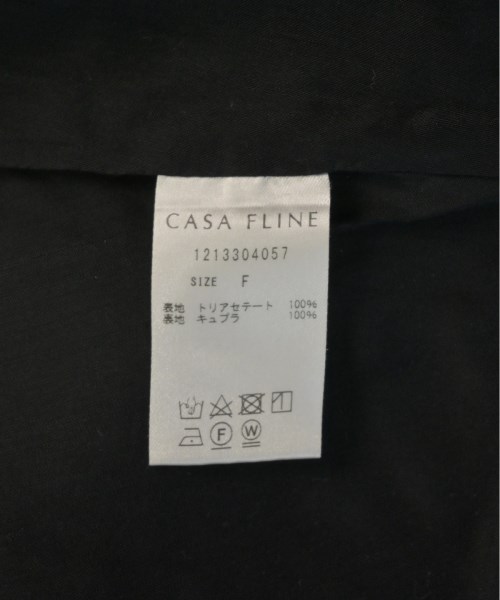 CASA FLINE
1213304057
SIZE F
表地 トリアセテート 100%
裏地 キュプラ 100%
F W